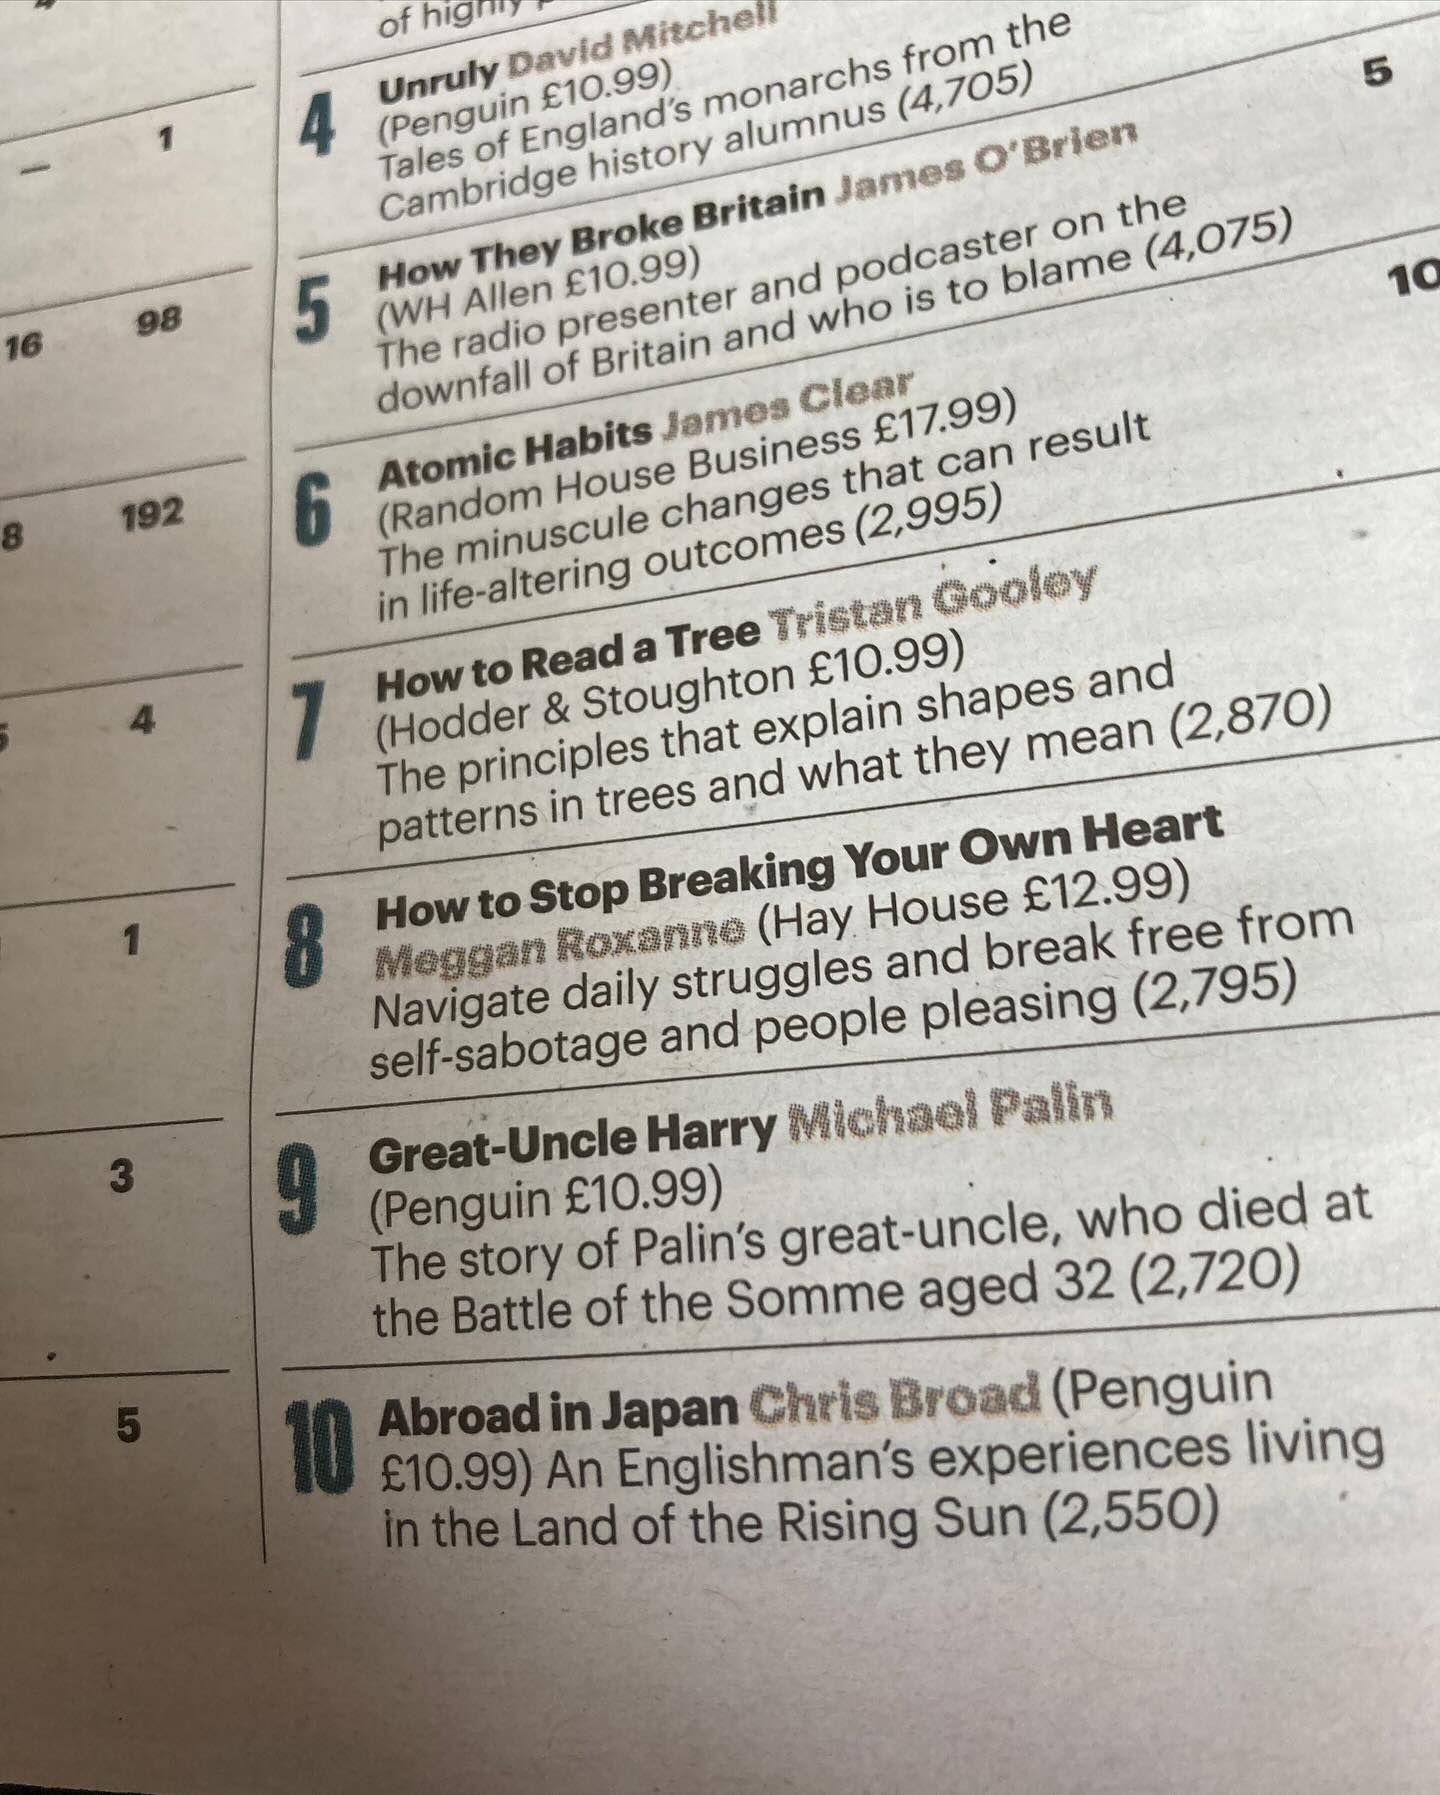 of highly
4
Unruly David Mitchell
(Penguin £10.99)
Tales of England's monarchs from the
Cambridge history alumnus (4,705)
5
– 1
5
How They Broke Britain James O'Brien
(WH Allen £10.99)
The radio presenter and podcaster on the
downfall of Britain and who is to blame (4,075)
10
16 98
6
Atomic Habits James Clear
(Random House Business £17.99)
The minuscule changes that can result
in life-altering outcomes (2,995)
8 192
7
How to Read a Tree Tristan Gooley
(Hodder & Stoughton £10.99)
The principles that explain shapes and
patterns in trees and what they mean (2,870)
4
8
How to Stop Breaking Your Own Heart
Meggan Roxanne (Hay House £12.99)
Navigate daily struggles and break free from
self-sabotage and people pleasing (2,795)
1
9
Great-Uncle Harry Michael Palin
(Penguin £10.99)
The story of Palin's great-uncle, who died at
the Battle of the Somme aged 32 (2,720)
3
10
Abroad in Japan Chris Broad (Penguin
£10.99) An Englishman's experiences living
in the Land of the Rising Sun (2,550)
5